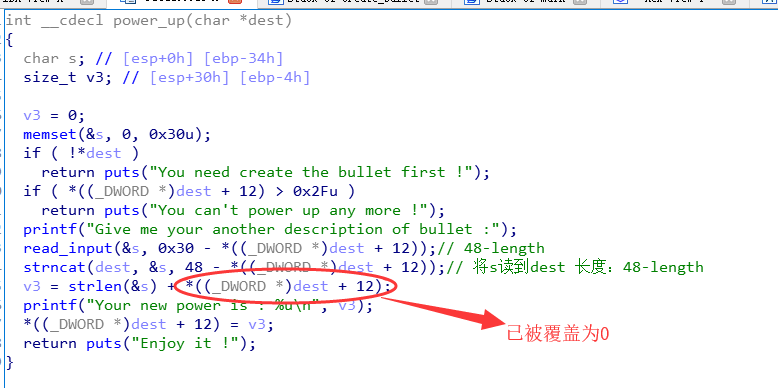 int __cdecl power_up(char *dest)
{
char s; // [esp+0h] [ebp-34h]
size_t v3; // [esp+30h] [ebp-4h]
v3 = 0;
memset(&s, 0, 0x30u);
if ( !*dest )
return puts("You need create the bullet first !");
if ( *((_DWORD *)dest + 12) > 0x2Fu )
return puts("You can't power up any more !");
printf("Give me your another description of bullet :");
read_input(&s, 0x30 - *((_DWORD *)dest + 12));// 48-length
strncat(dest, &s, 48 - *((_DWORD *)dest + 12));// 将s读到dest 长度：48-length
v3 = strlen(&s) + *((_DWORD *)dest + 12);
printf("Your new power is : %u\n", v3);
*((_DWORD *)dest + 12) = v3;
已被覆盖为0
return puts("Enjoy it !");
}